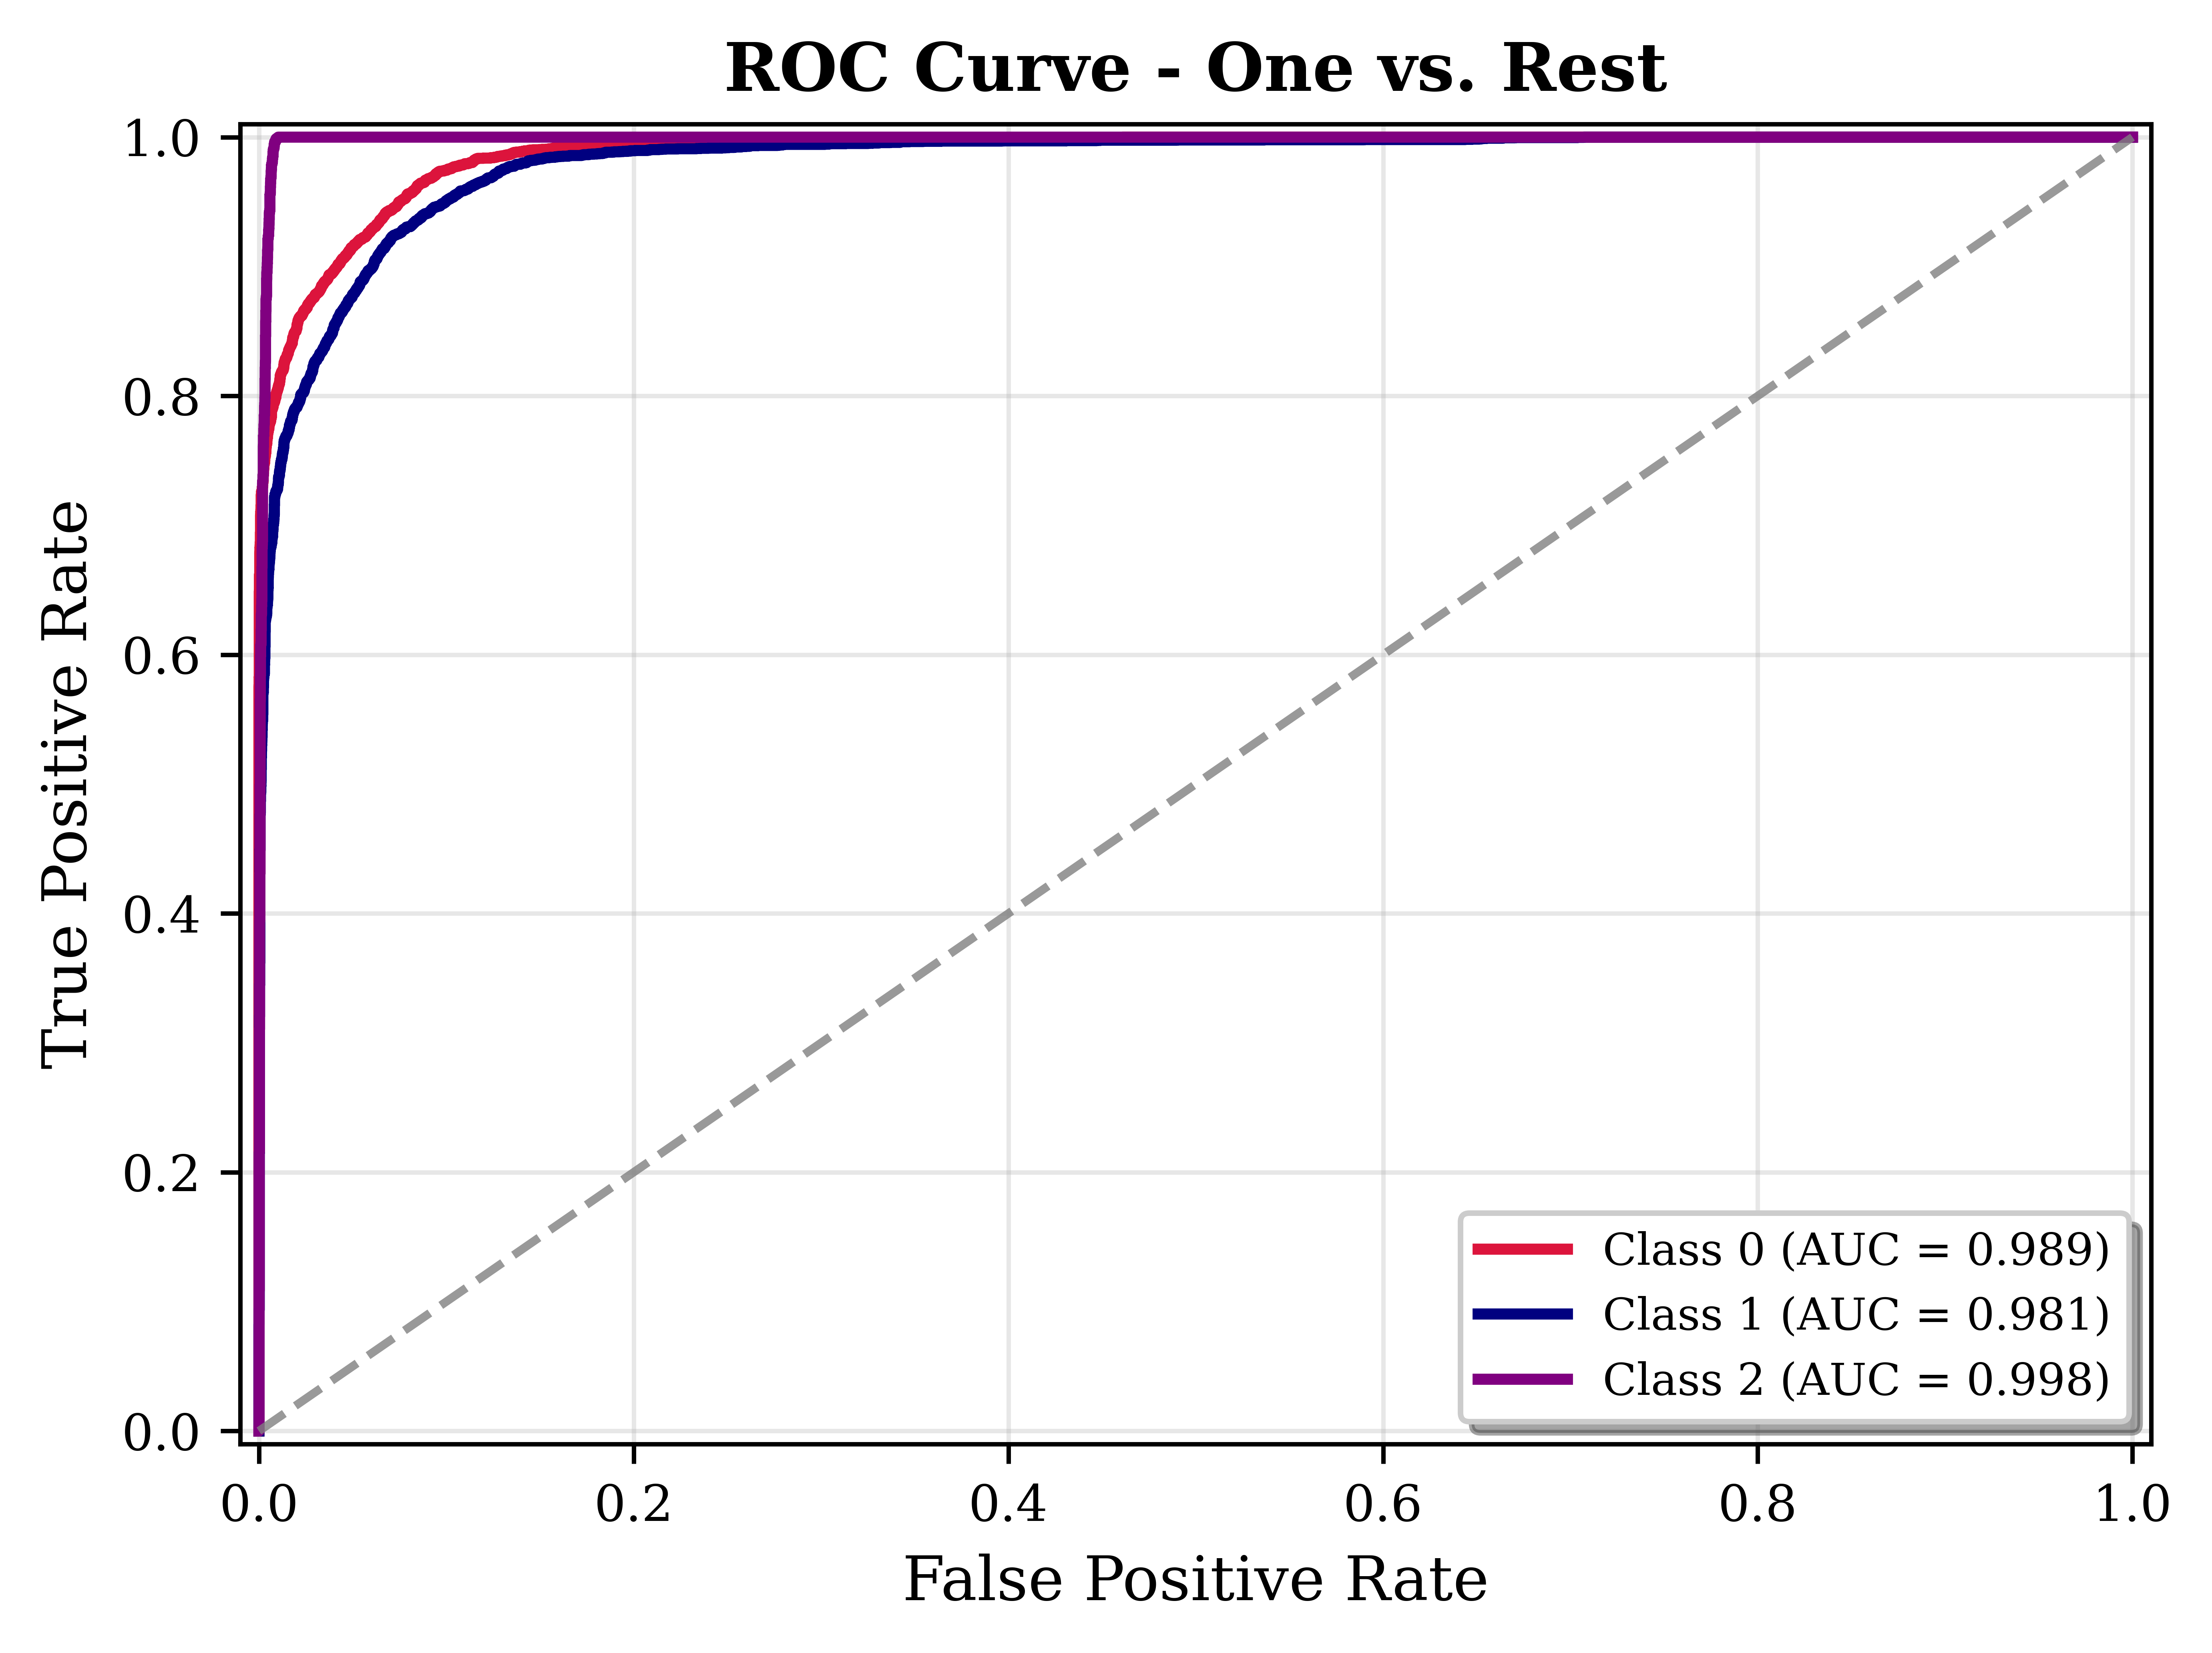 ROC Curve - One vs. Rest
True Positive Rate
1.0
0.8
0.6
0.4
0.2
0.0
Class 0 (AUC = 0.989)
Class 1 (AUC = 0.981)
Class 2 (AUC = 0.998)
0.0 0.2 0.4 0.6 0.8 1.0
False Positive Rate